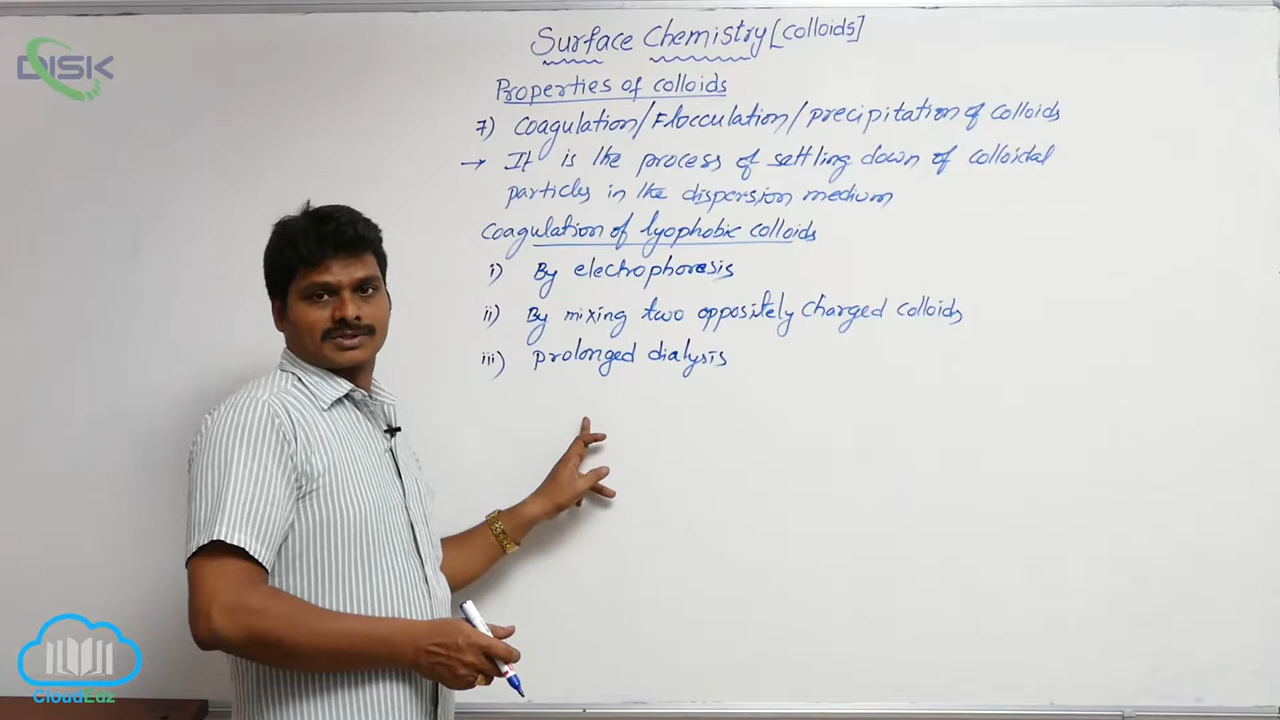 DISK
Surface Chemistry [colloids]
Properties of colloids
7) Coagulation/Flocculation/precipitation of colloids
→ It is the process of settling down of colloidal
particles in the dispersion medium
Coagulation of lyophobic colloids
i) By electrophoresis
ii) By mixing two oppositely charged colloids
iii) prolonged dialysis
CloudEdz